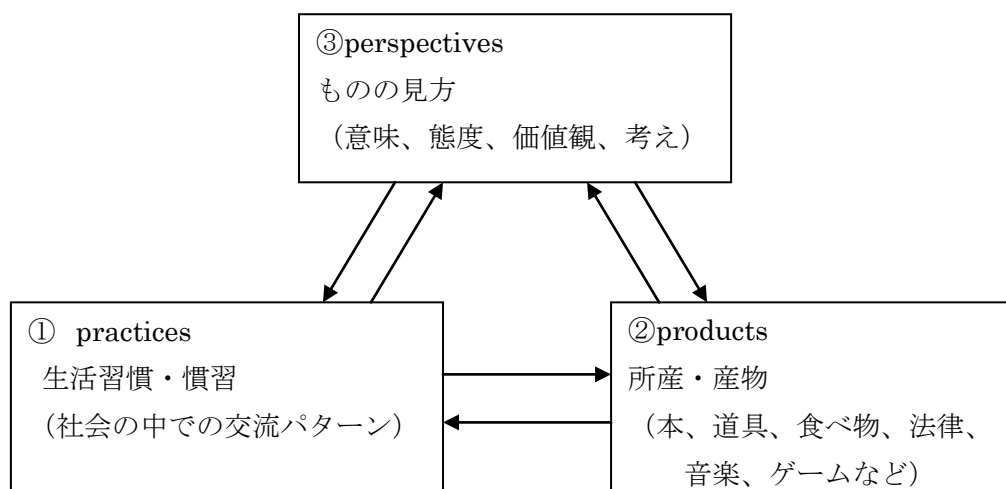 ③perspectives
ものの見方
（意味、態度、価値観、考え）
① practices
生活習慣・慣習
（社会の中での交流パターン）
②products
所産・産物
（本、道具、食べ物、法律、
音楽、ゲームなど）